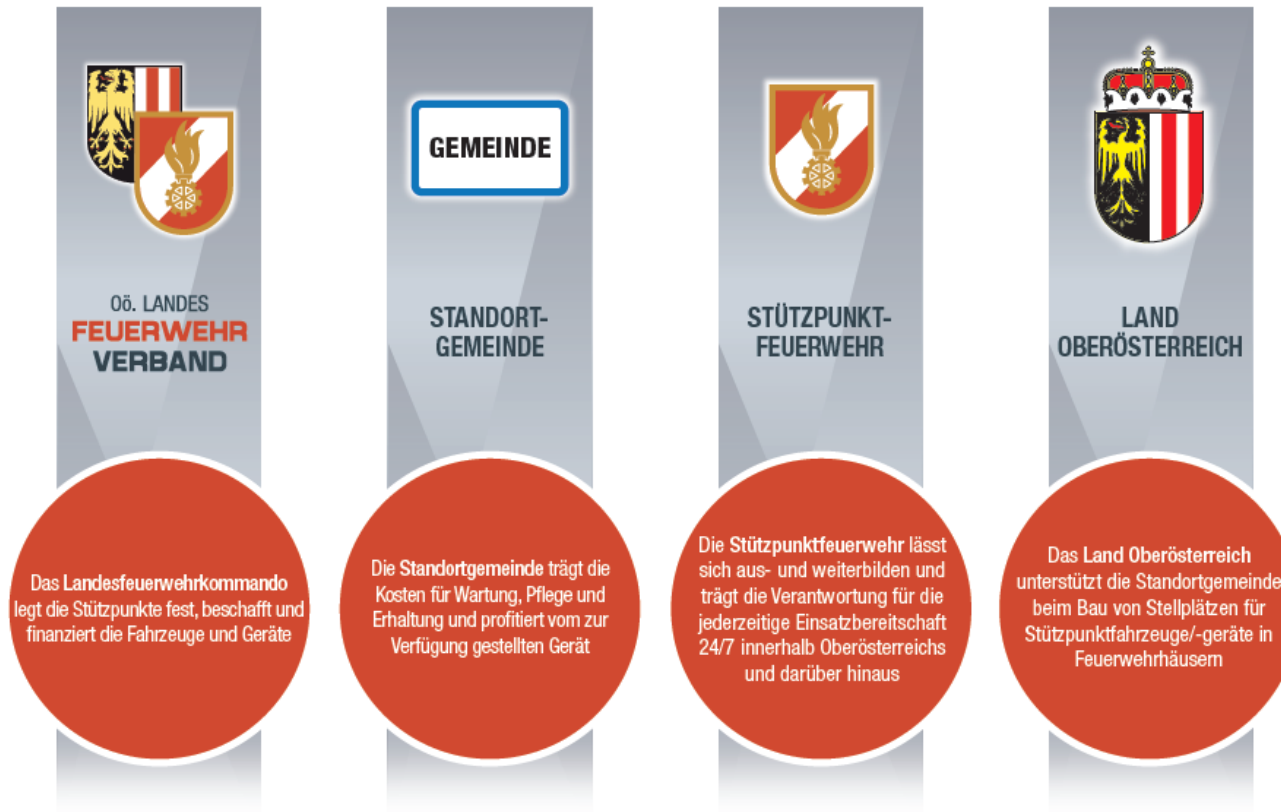 Oö. LANDES
FEUERWEHR
VERBAND
Das Landesfeuerwehrkommando
legt die Stützpunkte fest, beschafft und
finanziert die Fahrzeuge und Geräte
GEMEINDE
STANDORT-
GEMEINDE
Die Standortgemeinde trägt die
Kosten für Wartung, Pflege und
Erhaltung und profitiert vom zur
Verfügung gestellten Gerät
STÜTZPUNKT-
FEUERWEHR
Die Stützpunktfeuerwehr lässt
sich aus- und weiterbilden und
trägt die Verantwortung für die
jederzeitige Einsatzbereitschaft
24/7 innerhalb Oberösterreichs
und darüber hinaus
LAND
OBERÖSTERREICH
Das Land Oberösterreich
unterstützt die Standortgemeinde
beim Bau von Stellplätzen für
Stützpunktfahrzeuge/-geräte in
Feuerwehrhäusern